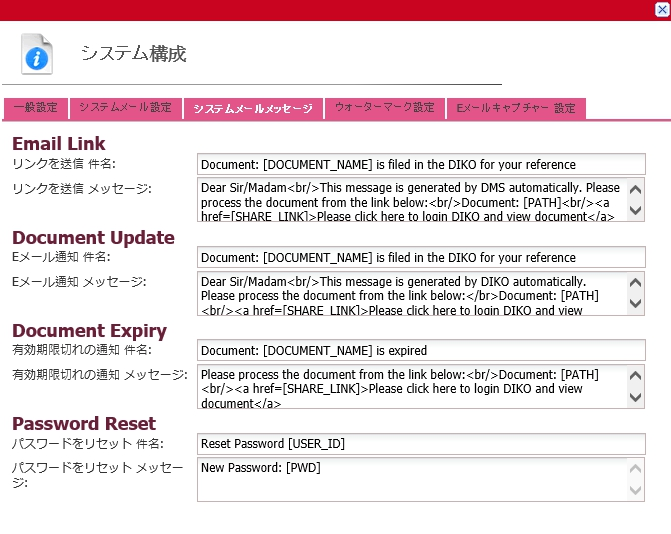 システム構成
一般設定 システムメール設定 システムメールメッセージ ウオーターマーク設定 Eメールキャプチャー 設定
Email Link
リンクを送信 件名: Document: [DOCUMENT_NAME] is filed in the DIKO for your reference
リンクを送信 メッセージ: Dear Sir/Madam<br/>This message is generated by DMS automatically. Please
process the document from the link below:<br/>Document: [PATH]<br/><a
href=[SHARE_LINK]>Please click here to login DIKO and view document</a>
Document Update
Eメール通知 件名: Document: [DOCUMENT_NAME] is filed in the DIKO for your reference
Eメール通知 メッセージ: Dear Sir/Madam<br/>This message is generated by DIKO automatically.
Please process the document from the link below:</br>Document: [PATH]
<br/><a href=[SHARE_LINK]>Please click here to login DIKO and view
Document Expiry
有効期限切れの通知 件名: Document: [DOCUMENT_NAME] is expired
有効期限切れの通知 メッセージ: Please process the document from the link below:<br/>Document: [PATH]
<br/><a href=[SHARE_LINK]>Please click here to login DIKO and view
document</a>
Password Reset
パスワードをリセット 件名: Reset Password [USER_ID]
パスワードをリセット メッセー
ジ: New Password: [PWD]